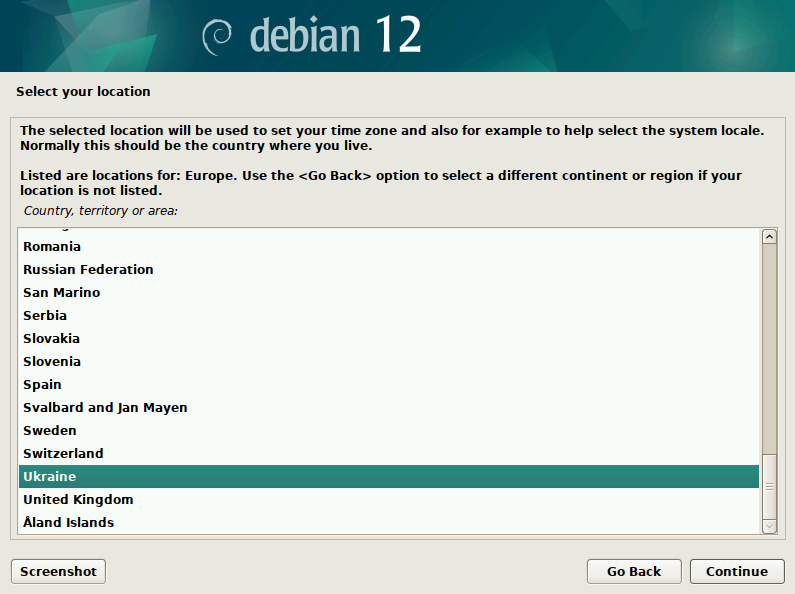 debian 12
Select your location
The selected location will be used to set your time zone and also for example to help select the system locale.
Normally this should be the country where you live.
Listed are locations for: Europe. Use the <Go Back> option to select a different continent or region if your
location is not listed.
Country, territory or area:
Romania
Russian Federation
San Marino
Serbia
Slovakia
Slovenia
Spain
Svalbard and Jan Mayen
Sweden
Switzerland
Ukraine
United Kingdom
Åland Islands
Screenshot
Go Back
Continue